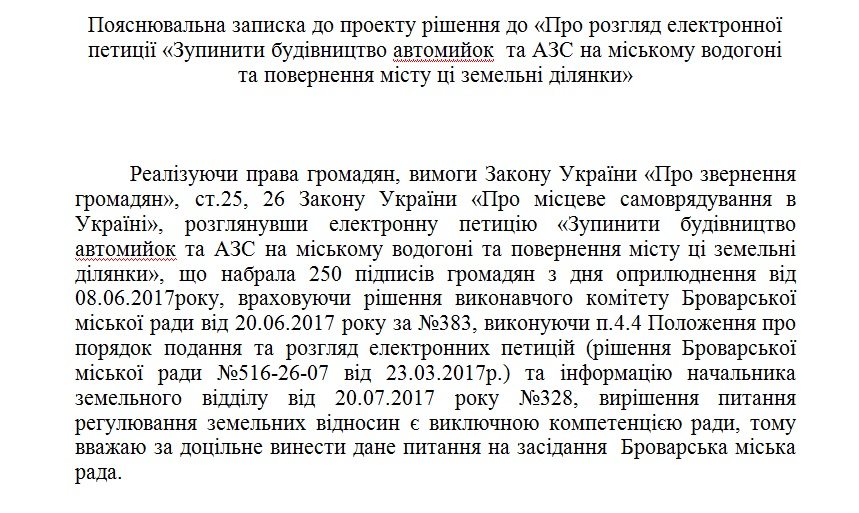 Пояснювальна записка до проекту рішення до «Про розгляд електронної
петиції «Зупинити будівництво автомийок та АЗС на міському водогоні
та повернення місту ці земельні ділянки»
Реалізуючи права громадян, вимоги Закону України «Про звернення
громадян», ст.25, 26 Закону України «Про місцеве самоврядування в
Україні», розглянувши електронну петицію «Зупинити будівництво
автомийок та АЗС на міському водогоні та повернення місту ці земельні
ділянки», що набрала 250 підписів громадян з дня оприлюднення від
08.06.2017року, враховуючи рішення виконавчого комітету Броварської
міської ради від 20.06.2017 року за №383, виконуючи п.4.4 Положення про
порядок подання та розгляд електронних петицій (рішення Броварської
міської ради №516-26-07 від 23.03.2017р.) та інформацію начальника
земельного відділу від 20.07.2017 року №328, вирішення питання
регулювання земельних відносин є виключною компетенцією ради, тому
вважаю за доцільне винести дане питання на засідання Броварська міська
рада.